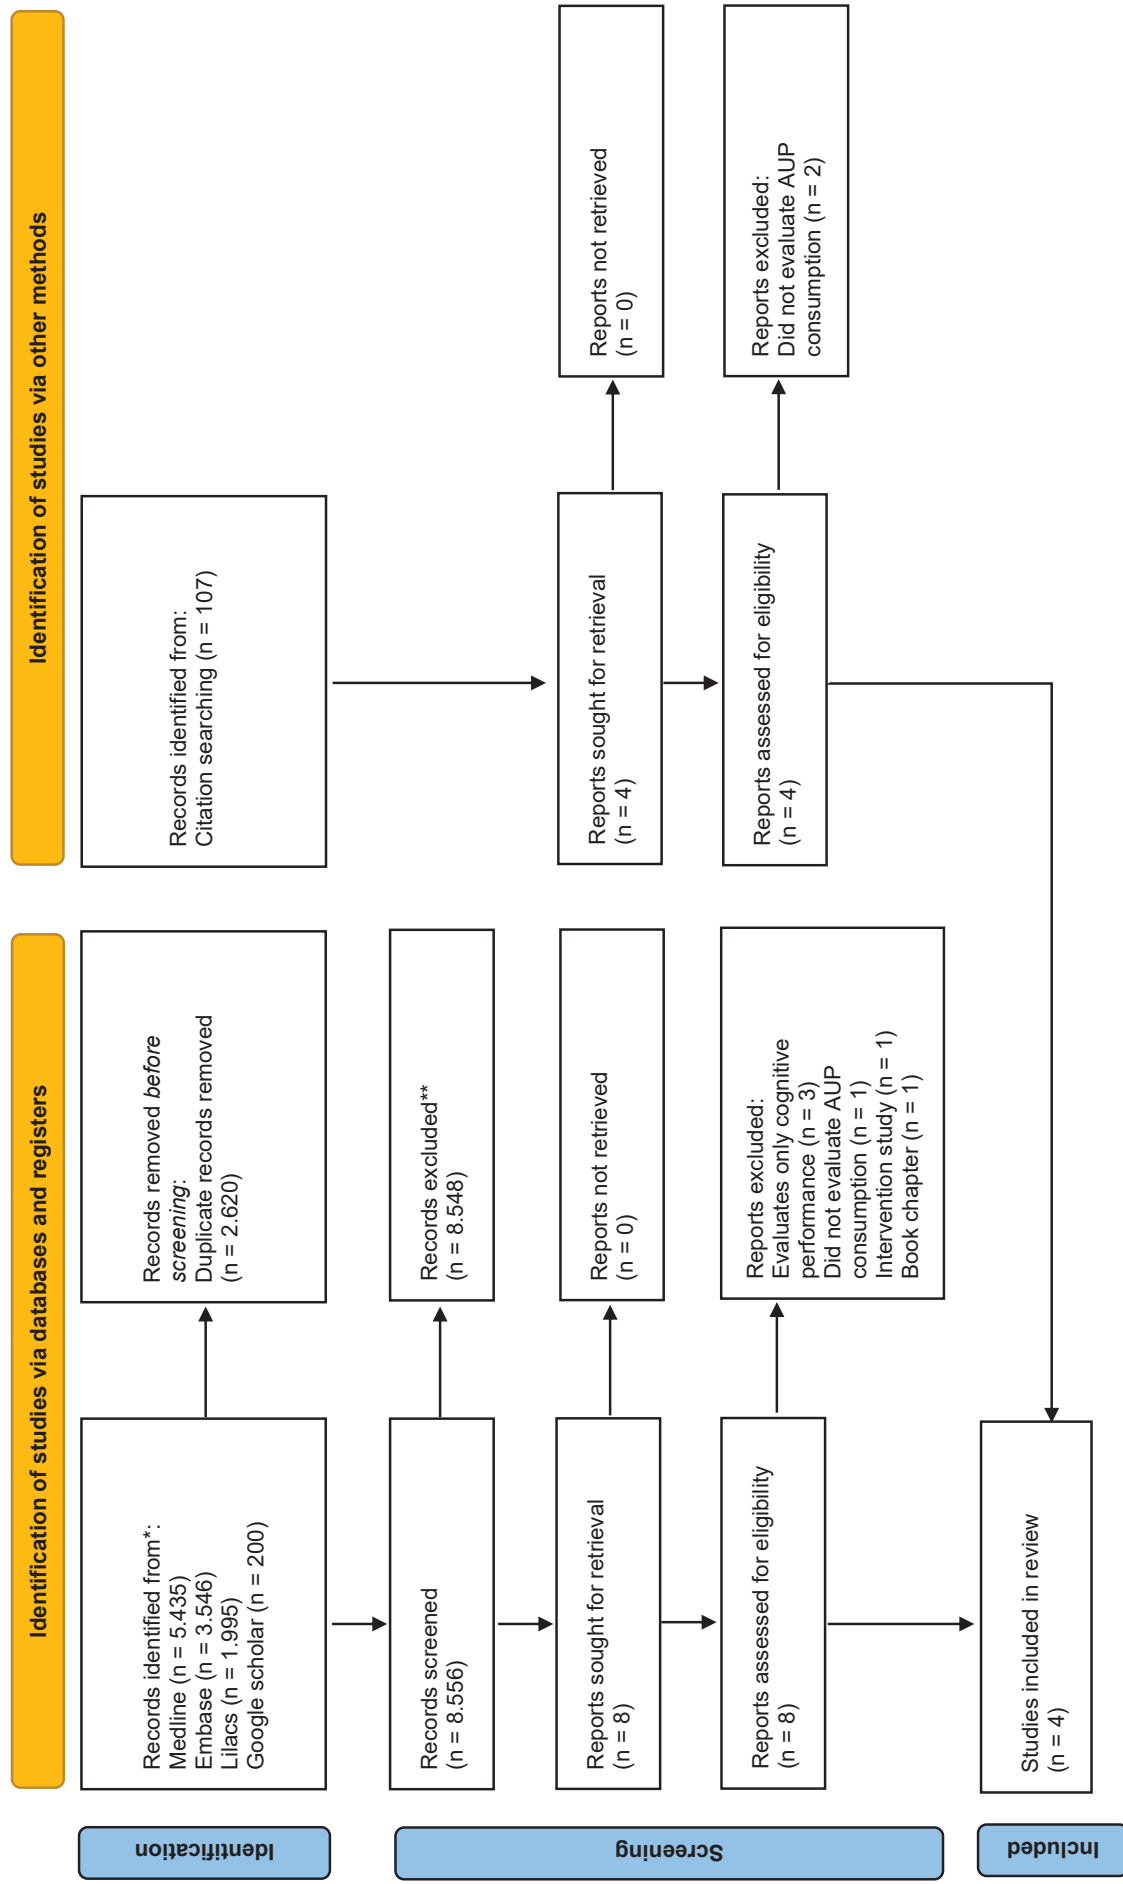 Identification of studies via databases and registers
Identification of studies via other methods
Identification
Records identified from*:
Medline (n = 5.435)
Embase (n = 3.546)
Lilacs (n = 1.995)
Google scholar (n = 200)
Records removed before
screening:
Duplicate records removed
(n = 2.620)
Records identified from:
Citation searching (n = 107)
Screening
Records screened
(n = 8.556)
Records excluded**
(n = 8.548)
Reports sought for retrieval
(n = 8)
Reports not retrieved
(n = 0)
Reports sought for retrieval
(n = 4)
Reports not retrieved
(n = 0)
Reports assessed for eligibility
(n = 8)
Reports excluded:
Evaluates only cognitive
performance (n = 3)
Did not evaluate AUP
consumption (n = 1)
Intervention study (n = 1)
Book chapter (n = 1)
Reports assessed for eligibility
(n = 4)
Reports excluded:
Did not evaluate AUP
consumption (n = 2)
Included
Studies included in review
(n = 4)